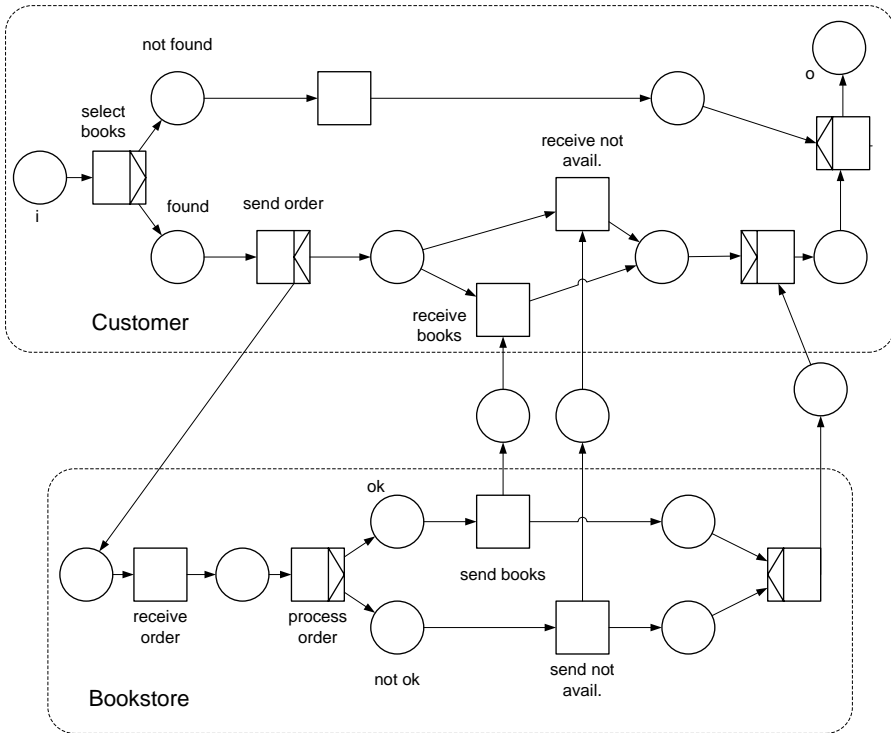 not found
o
select
books
receive not
avail.
i
found
send order
receive
books
Customer
ok
send books
receive
order
process
order
not ok
send not
avail.
Bookstore